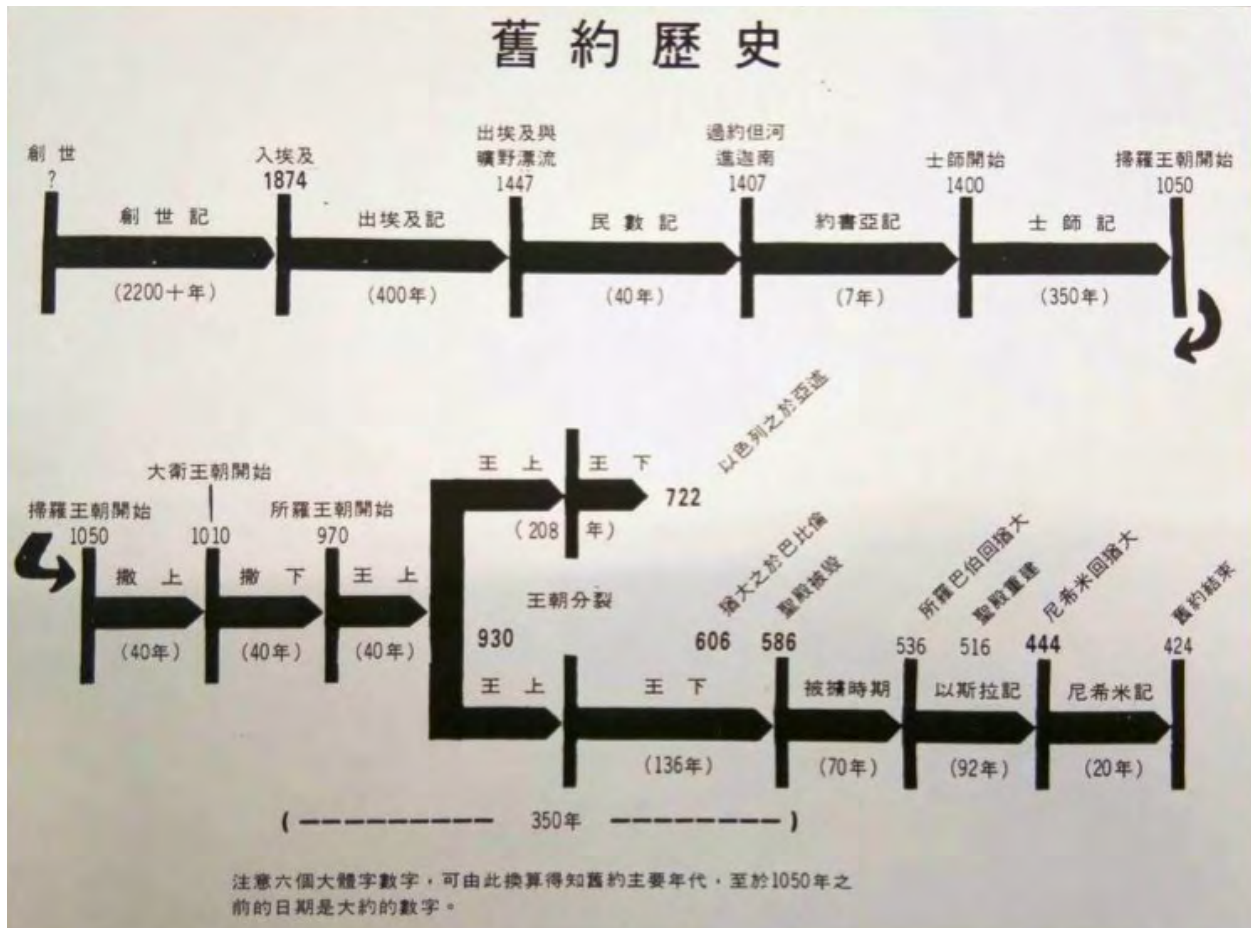 舊約歷史
創世
?
入埃及
1874
出埃及與
曠野漂流
1447
過約但河
進迦南
1407
士師開始
1400
掃羅王朝開始
1050
創世記
出埃及記
民數記
約書亞記
士師記
(2200十年)
(400年)
(40年)
(7年)
(350年)
掃羅王朝開始
1050
大衛王朝開始
1010
所羅王朝開始
970
撒上
撒下
王上
(40年)
(40年)
(40年)
王上
王下
(208年)
722
以色列之於亞述
王朝分裂
930
606
猶大之於巴比倫
586
聖殿被毀
536
所羅巴伯回猶大
516
聖殿重建
444
尼希米回猶大
424
舊約結束
王上
王下
被擄時期
以斯拉記
尼希米記
(136年)
(70年)
(92年)
(20年)
( 350年 )
注意六個大體字數字，可由此換算得知舊約主要年代，至於1050年之
前的日期是大約的數字。